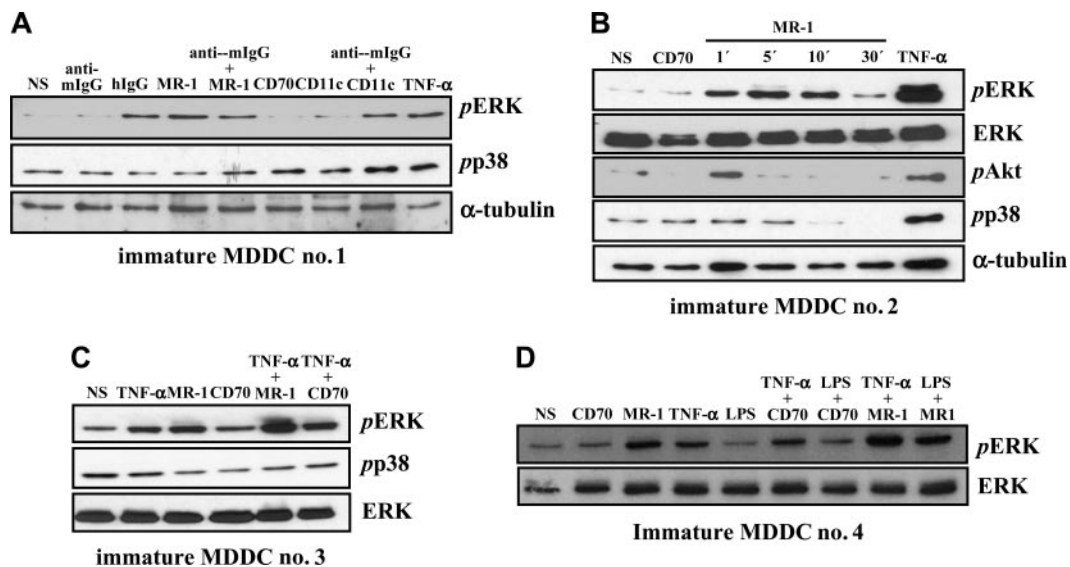 A
anti--mIgG anti--mIgG
anti- + +
NS mIgG hIgG MR-1 MR-1 CD70 CD11c CD11c TNF-α
pERK
pp38
α-tubulin
immature MDDC no. 1
B
MR-1
NS CD70 1´ 5´ 10´ 30´ TNF-α
pERK
ERK
pAkt
pp38
α-tubulin
immature MDDC no. 2
C
TNF-α TNF-α
+ +
NS TNF-α MR-1 CD70 MR-1 CD70
pERK
pp38
ERK
immature MDDC no. 3
D
TNF-α LPS TNF-α LPS
+ + + +
NS CD70 MR-1 TNF-α LPS CD70 CD70 MR-1 MR1
pERK
ERK
Immature MDDC no. 4